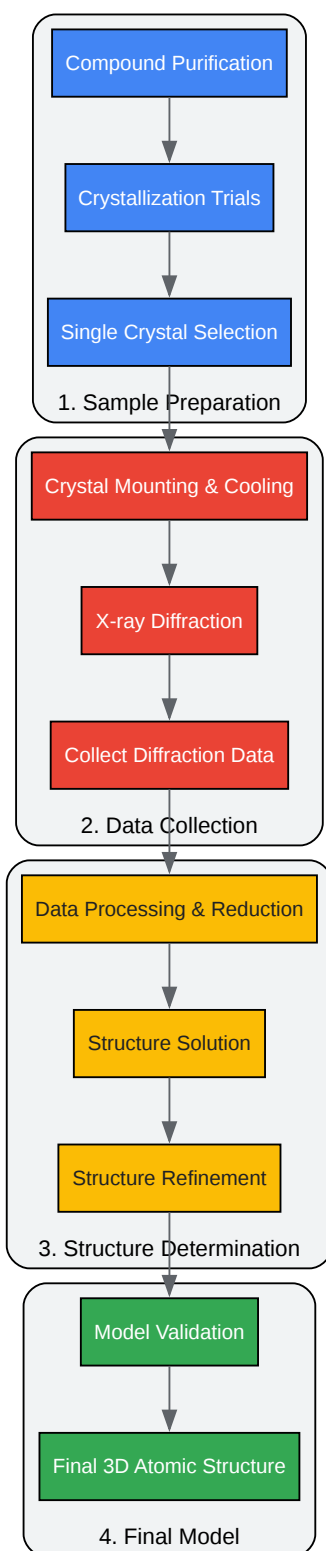 Compound Purification
Crystallization Trials
Single Crystal Selection
1. Sample Preparation
Crystal Mounting & Cooling
X-ray Diffraction
Collect Diffraction Data
2. Data Collection
Data Processing & Reduction
Structure Solution
Structure Refinement
3. Structure Determination
Model Validation
Final 3D Atomic Structure
4. Final Model